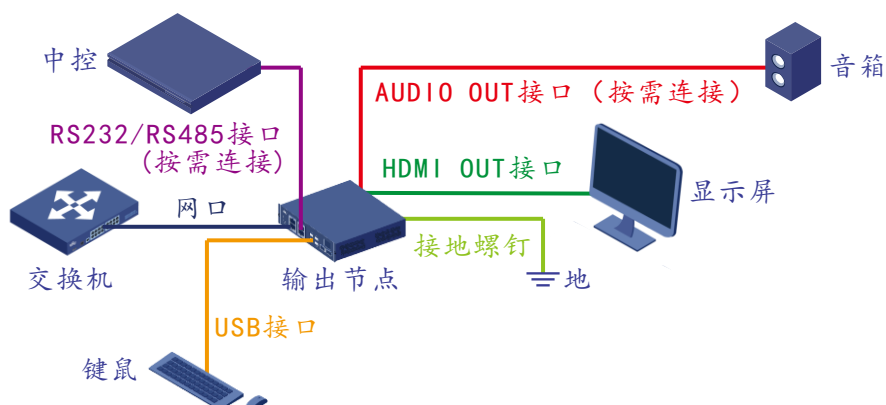 中控
音箱
AUDIO OUT接口（按需连接）
RS232/RS485接口
(按需连接)
HDMI OUT接口
显示屏
网口
接地螺钉
交换机
输出节点
地
USB接口
键鼠